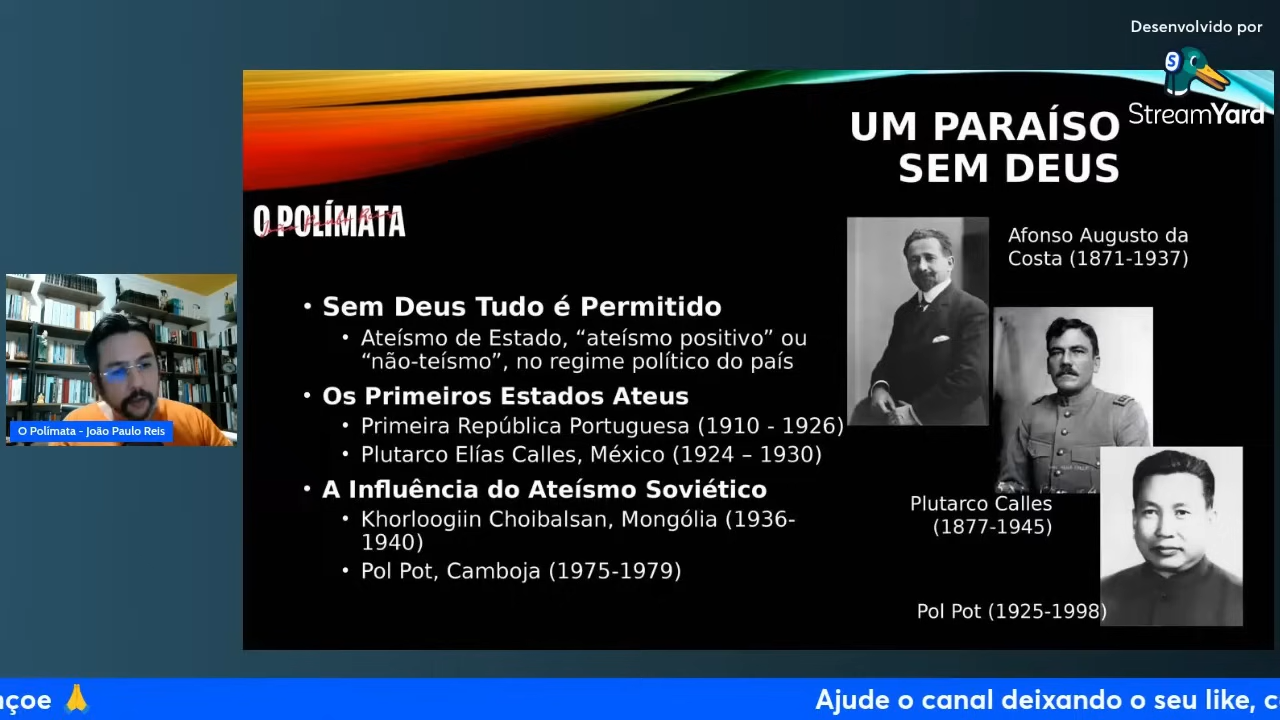 Desenvolvido por
StreamYard
UM PARAÍSO
SEM DEUS
O POLÍMATA
João Paulo Reis
Afonso Augusto da
Costa (1871-1937)
• Sem Deus Tudo é Permitido
• Ateísmo de Estado, “ateísmo positivo” ou
“não-teísmo”, no regime político do país
• Os Primeiros Estados Ateus
• Primeira República Portuguesa (1910 - 1926)
• Plutarco Elías Calles, México (1924 – 1930)
• A Influência do Ateísmo Soviético
• Khorloogiin Choibalsan, Mongólia (1936-
1940)
• Pol Pot, Camboja (1975-1979)
Plutarco Calles
(1877-1945)
Pol Pot (1925-1998)
O Polímata - João Paulo Reis
nçoe 🙏
Ajude o canal deixando o seu like, c